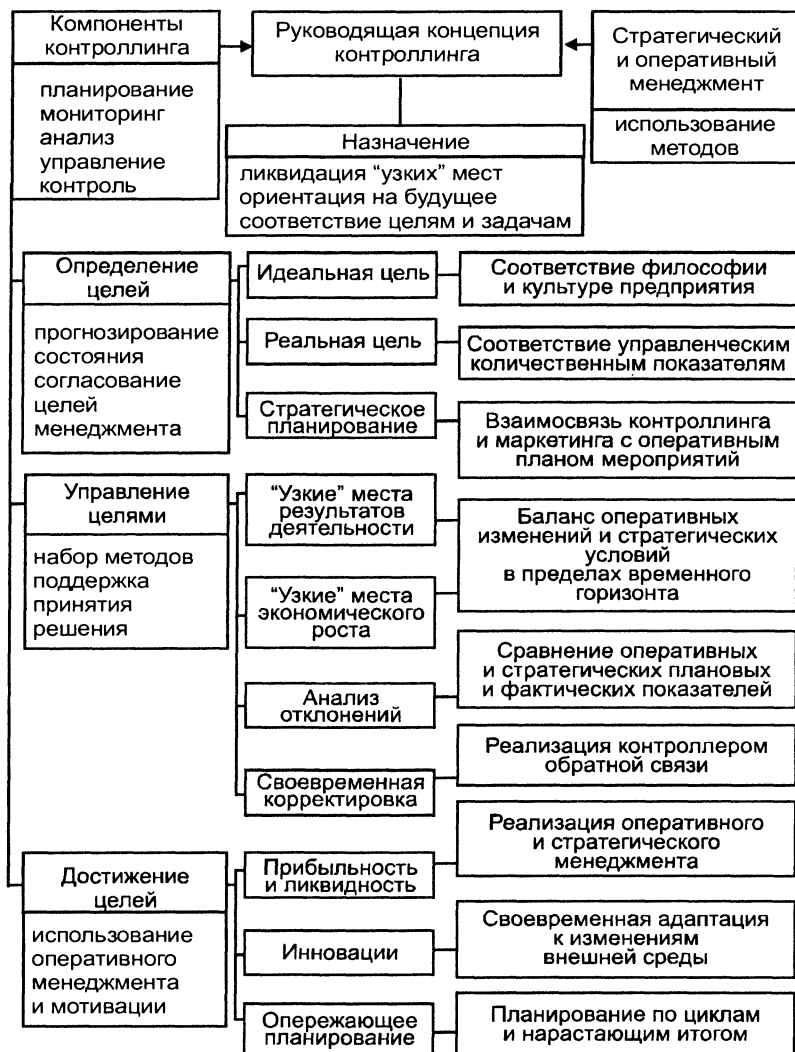 Компоненты
контроллинга
планирование
мониторинг
анализ
управление
контроль
Руководящая концепция
контроллинга
Стратегический
и оперативный
менеджмент
использование
методов
Назначение
ликвидация “узких” мест
ориентация на будущее
соответствие целям и задачам
Определение
целей
прогнозирование
состояния
согласование
целей
менеджмента
Идеальная цель
Соответствие философии
и культуре предприятия
Реальная цель
Соответствие управленческим
количественным показателям
Стратегическое
планирование
Взаимосвязь контроллинга
и маркетинга с оперативным
планом мероприятий
Управление
целями
набор методов
поддержка
принятия
решения
“Узкие” места
результатов
деятельности
“Узкие” места
экономического
роста
Баланс оперативных
изменений и стратегических
условий
в пределах временного
горизонта
Анализ
отклонений
Сравнение оперативных
и стратегических плановых
и фактических показателей
Своевременная
корректировка
Реализация контроллером
обратной связи
Достижение
целей
использование
оперативного
менеджмента
и мотивации
Прибыльность
и ликвидность
Реализация оперативного
и стратегического
менеджмента
Инновации
Своевременная адаптация
к изменениям
внешней среды
Опережающее
планирование
Планирование по циклам
и нарастающим итогом